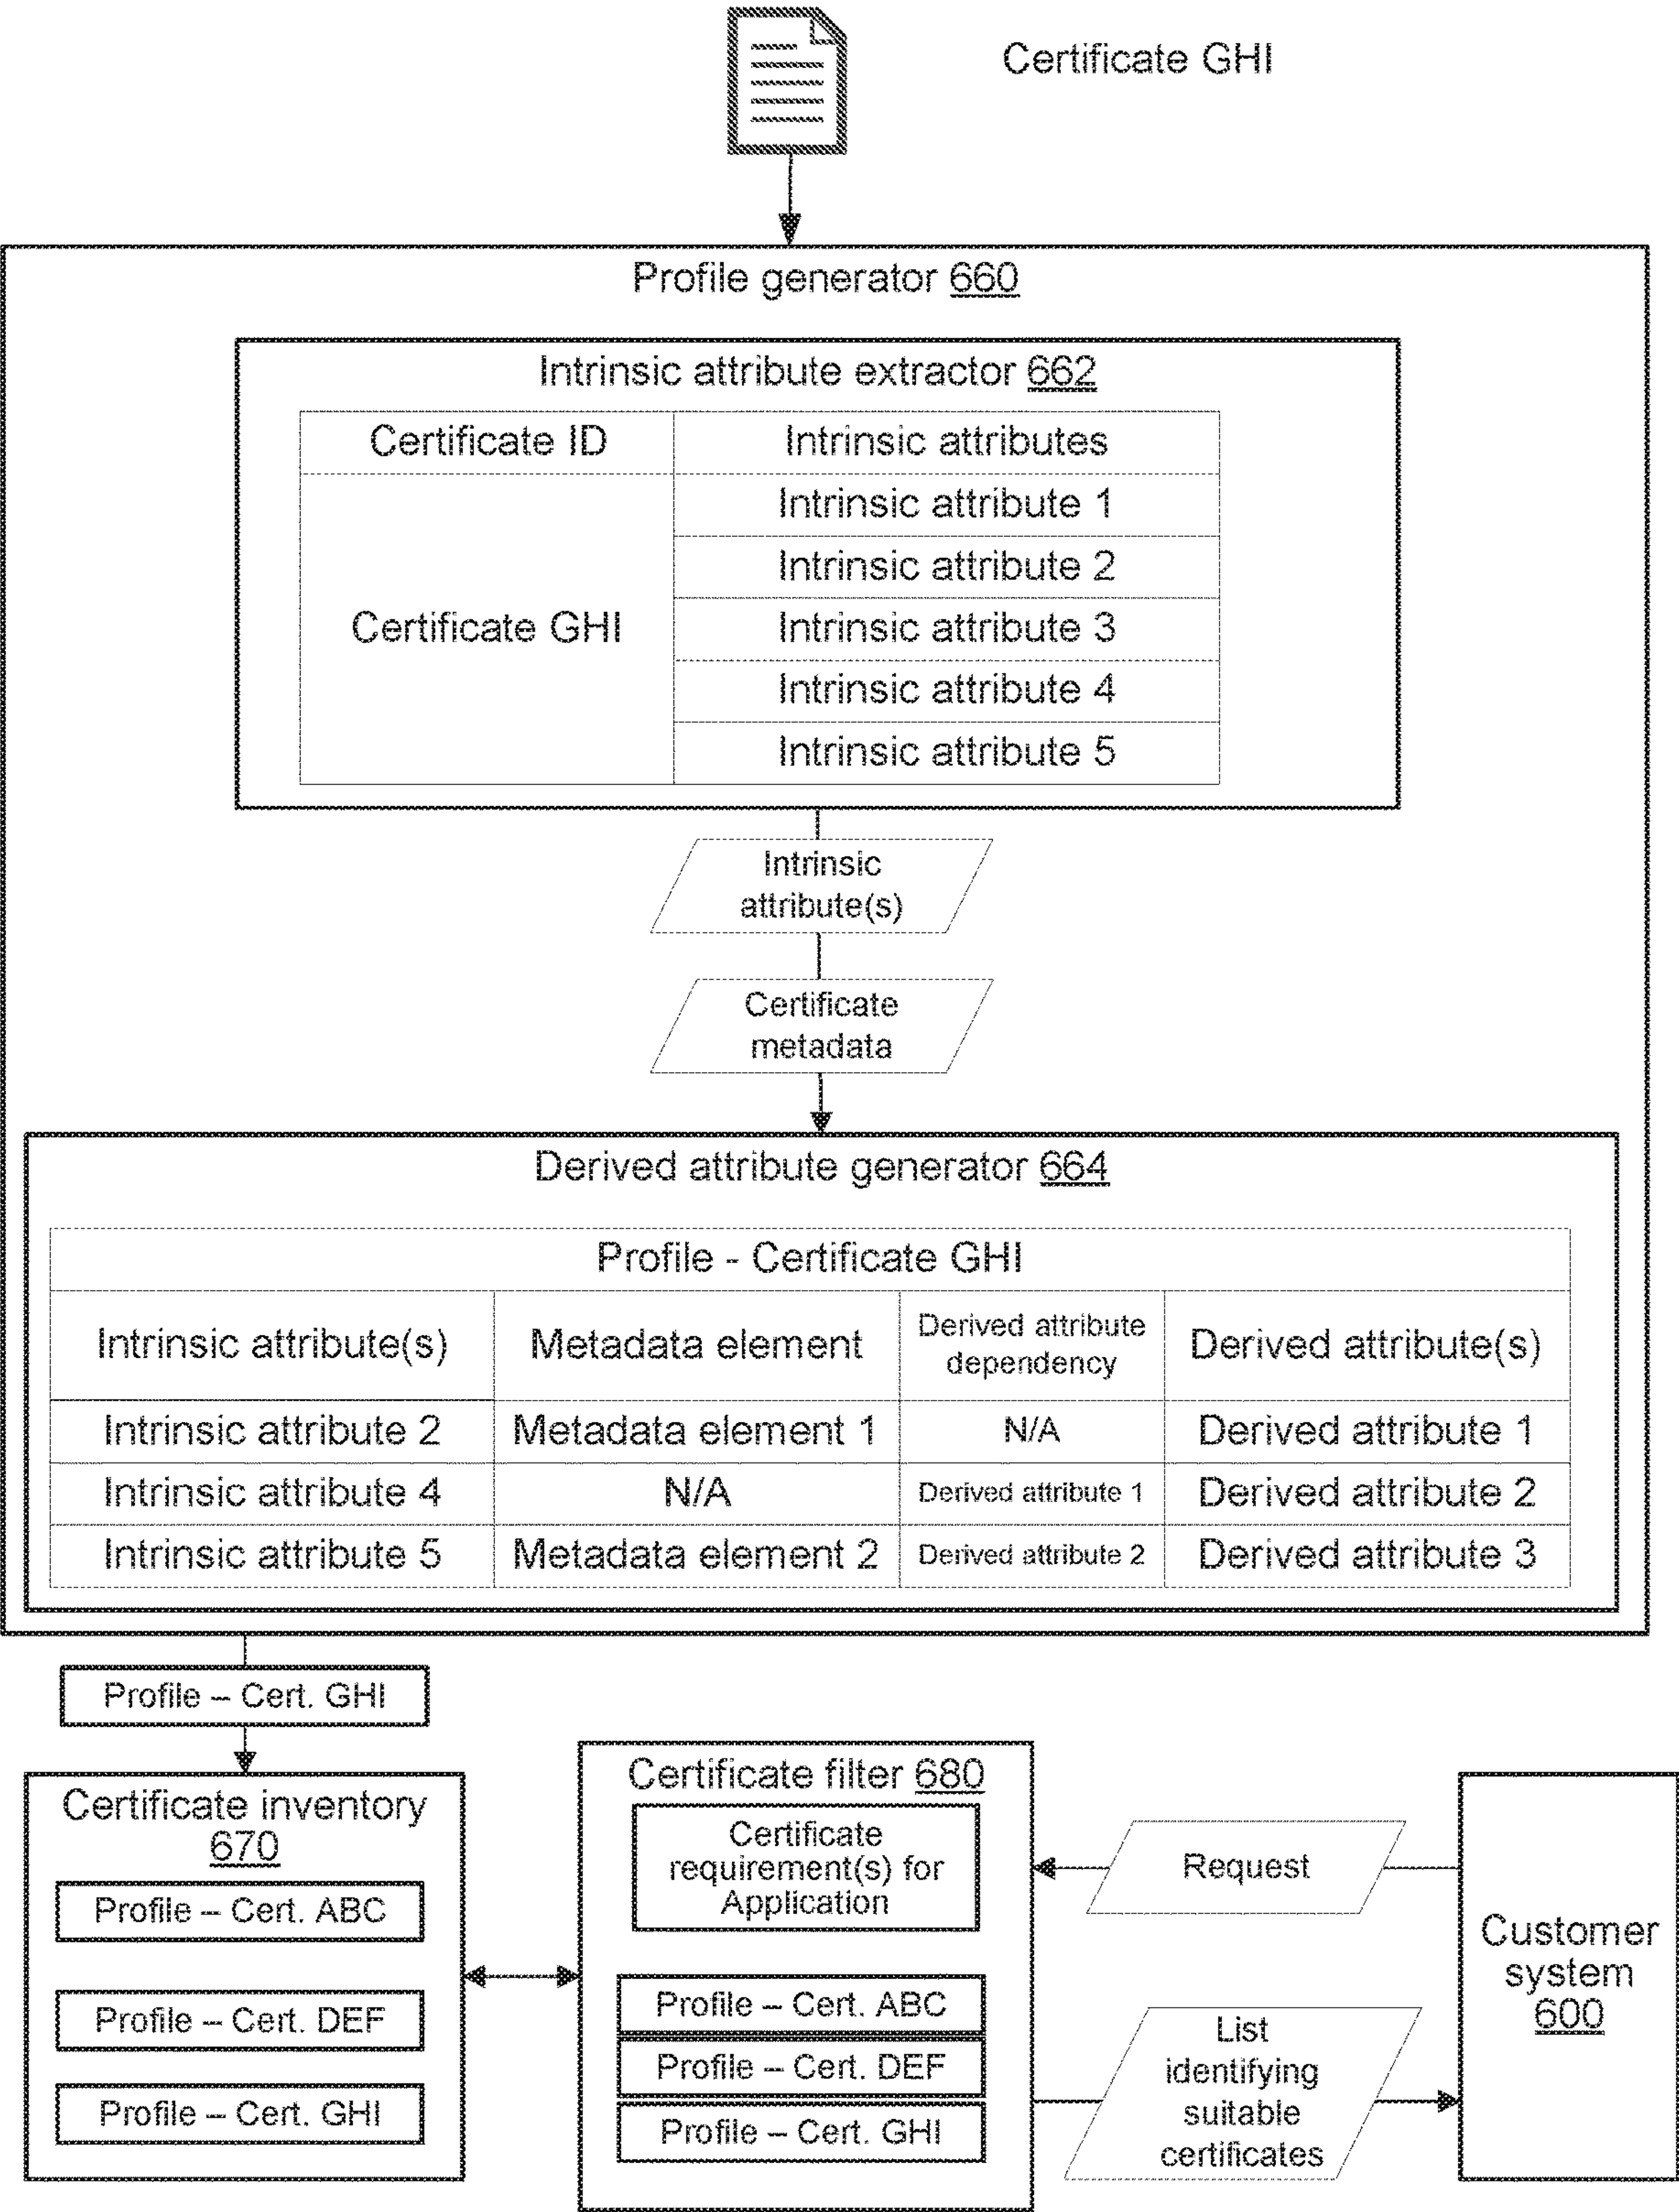 Certificate GHI
Profile generator 660
Intrinsic attribute extractor 662
Certificate ID
Intrinsic attributes
Certificate GHI
Intrinsic attribute 1
Intrinsic attribute 2
Intrinsic attribute 3
Intrinsic attribute 4
Intrinsic attribute 5
Intrinsic
attribute(s)
Certificate
metadata
Derived attribute generator 664
Profile - Certificate GHI
Intrinsic attribute(s)
Metadata element
Derived attribute
dependency
Derived attribute(s)
Intrinsic attribute 2
Metadata element 1
N/A
Derived attribute 1
Intrinsic attribute 4
N/A
Derived attribute 1
Derived attribute 2
Intrinsic attribute 5
Metadata element 2
Derived attribute 2
Derived attribute 3
Profile – Cert. GHI
Certificate inventory
670
Profile – Cert. ABC
Profile – Cert. DEF
Profile – Cert. GHI
Certificate filter 680
Certificate
requirement(s) for
Application
Profile – Cert. ABC
Profile – Cert. DEF
Profile – Cert. GHI
Request
List
identifying
suitable
certificates
Customer
system
600